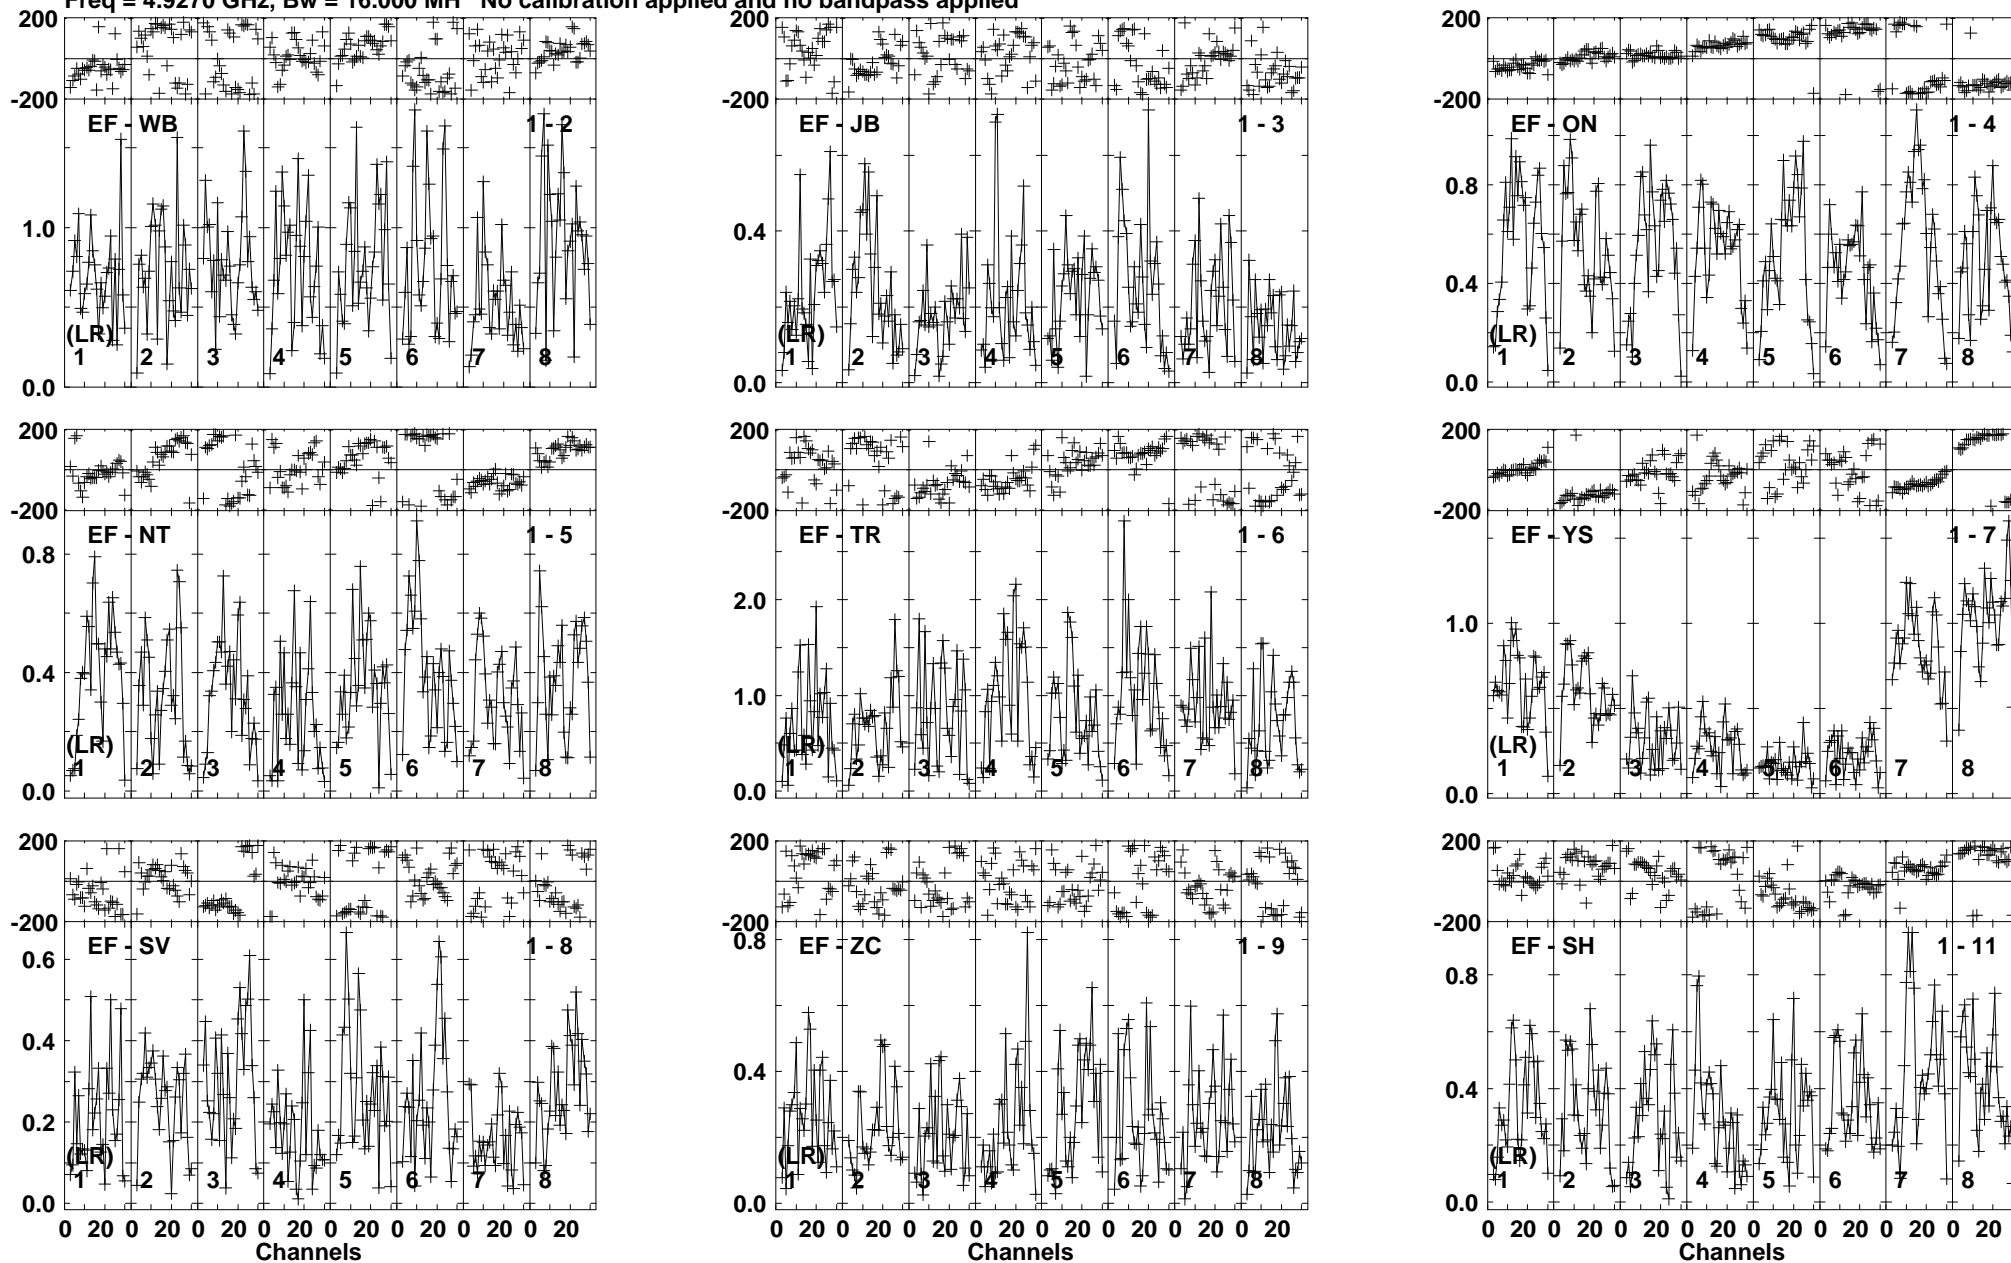 Freq = 4.9270 GHz, Bw = 16.000 MH No calibration applied and no bandpass applied
200 200 200
-200 -200 -200
EF - WB 1 - 2 EF - JB 1 - 3 EF - ON 1 - 4
1.0 0.4 0.8
0.4
(LR) (LR) (LR)
1 2 3 4 5 6 7 8 1 2 3 4 5 6 7 8 1 2 3 4 5 6 7 8
0.0 0.0 0.0
200 200 200
-200 -200 -200
EF - NT 1 - 5 EF - TR 1 - 6 EF - YS 1 - 7
0.8 2.0 1.0
0.4 1.0
(LR) (LR) (LR)
1 2 3 4 5 6 7 8 1 2 3 4 5 6 7 8 1 2 3 4 5 6 7 8
0.0 0.0 0.0
200 200 200
-200 -200 -200
EF - SV 1 - 8 EF - ZC 1 - 9 EF - SH 1 - 11
0.6 0.8 0.8
0.4 0.4 0.4
0.2
(LR) (LR) (LR)
1 2 3 4 5 6 7 8 1 2 3 4 5 6 7 8 1 2 3 4 5 6 7 8
0.0 0.0 0.0
0 20 0 20 0 20 0 20 0 20 0 20 0 20 0 20 0 20 0 20 0 20 0 20 0 20 0 20 0 20 0 20 0 20 0 20 0 20 0 20 0 20 0 20 0 20 0 20
Channels Channels Channels